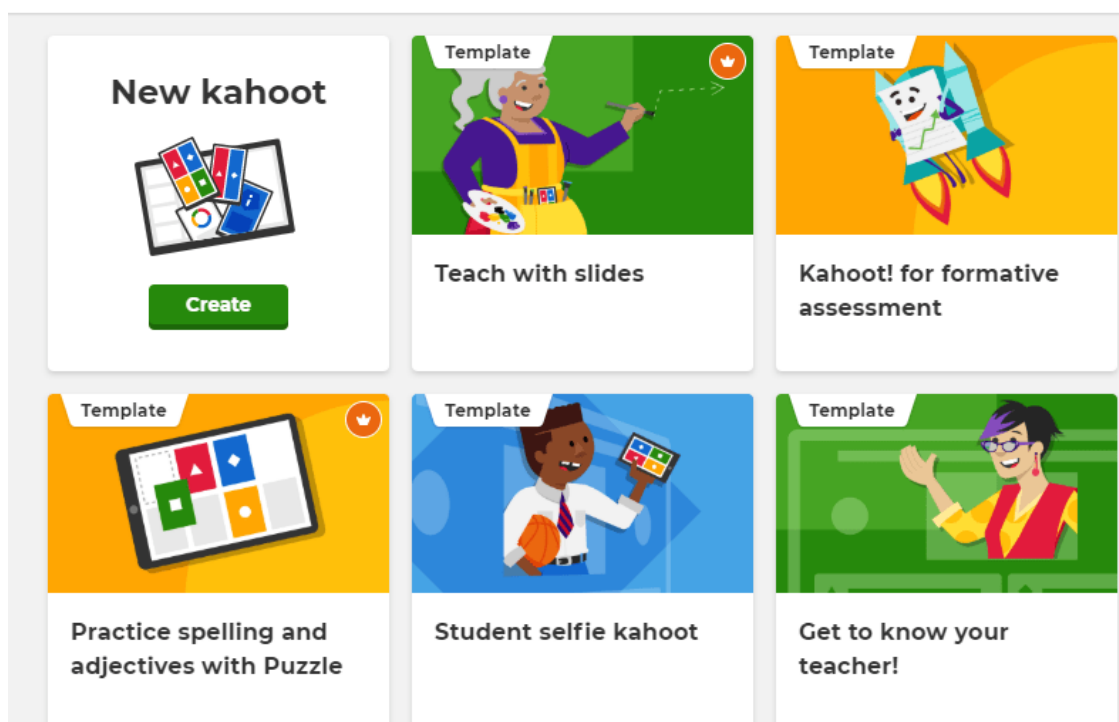 New kahoot
Create
Template
Teach with slides
Template
Kahoot! for formative
assessment
Template
Practice spelling and
adjectives with Puzzle
Template
Student selfie kahoot
Template
Get to know your
teacher!